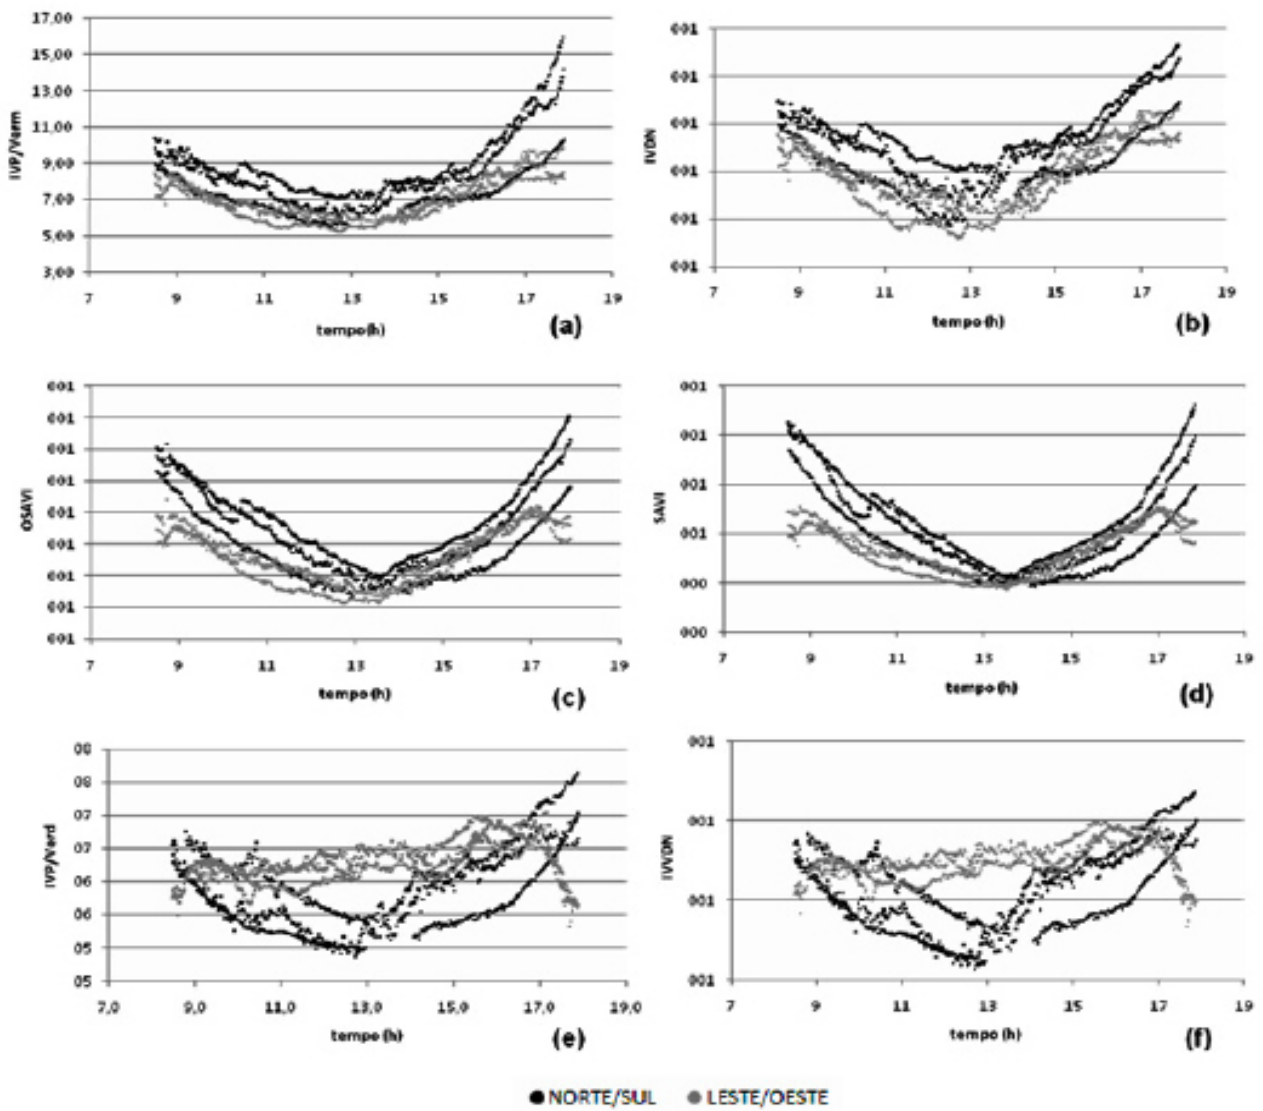 17,00
15,00
13,00
11,00
9,00
7,00
5,00
3,00
IVP/Verm
7 9 11 13 15 17 19
tempo(h)
(a)
001
001
001
001
001
001
IVDN
7 9 11 13 15 17 19
tempo(h)
(b)
001
001
001
001
001
001
001
001
001
OSAVI
7 9 11 13 15 17 19
tempo(h)
(c)
001
001
001
001
000
000
SAVI
7 9 11 13 15 17 19
tempo(h)
(d)
08
08
07
07
06
06
05
05
IVP/Verd
7,0 9,0 11,0 13,0 15,0 17,0 19,0
tempo (h)
(e)
001
001
001
001
IVVDN
7 9 11 13 15 17 19
tempo (h)
(f)
NORTE/SUL LESTE/OESTE